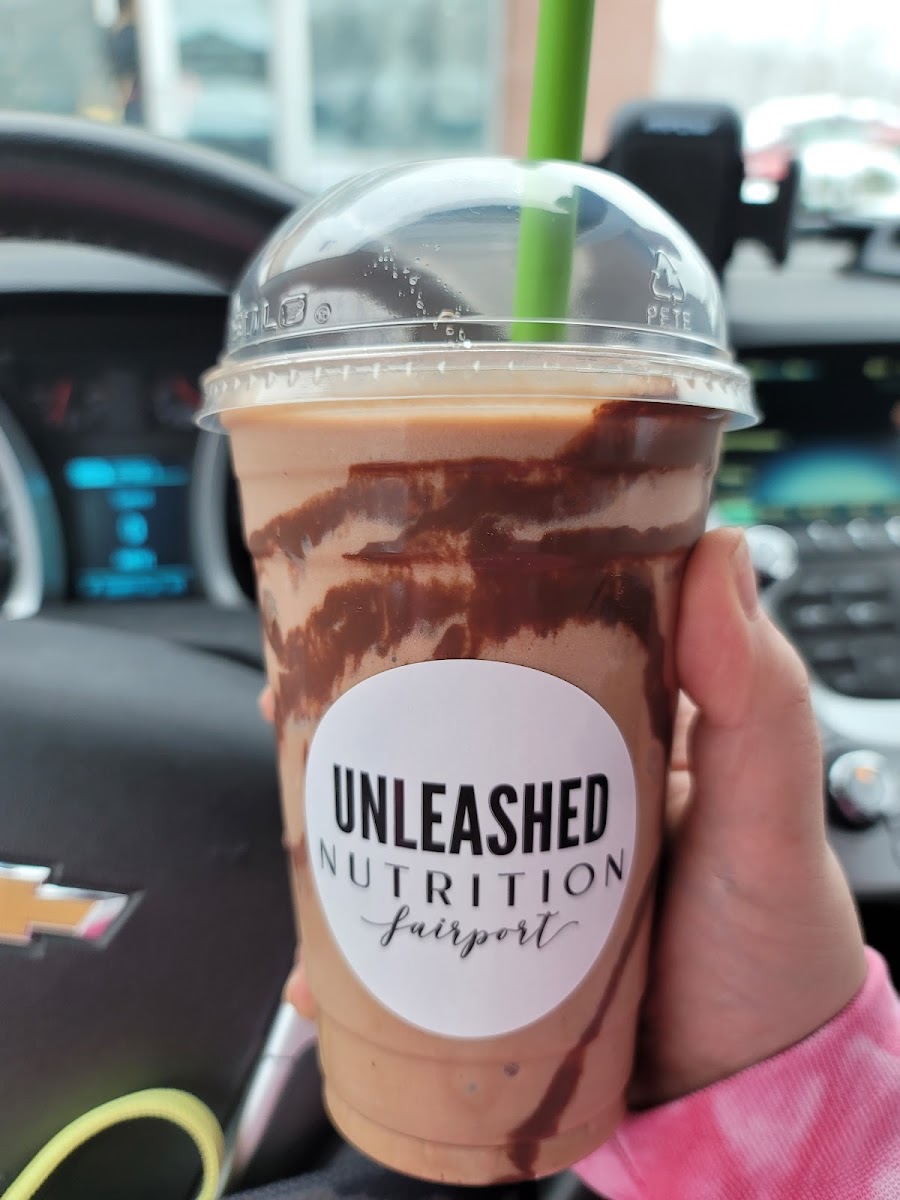 PETE
UNLEASHED
NUTRITION
Fairport